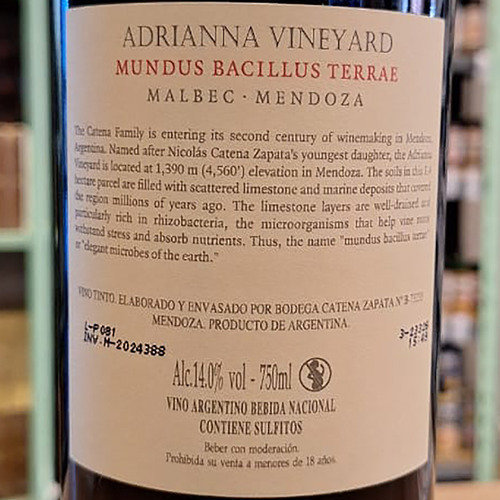 ADRIANNA VINEYARD
MUNDUS BACILLUS TERRAE
MALBEC · MENDOZA
The Catena Family is entering its second century of winemaking in Mendoza,
Argentina. Named after Nicolás Catena Zapata's youngest daughter, the Adrianna
Vineyard is located at 1,390 m (4,560') elevation in Mendoza. The soils in this
hectare parcel are filled with scattered limestone and marine deposits that covered
the region millions of years ago. The limestone layers are well-drained and
particularly rich in rhizobacteria, the microorganisms that help vine roots
withstand stress and absorb nutrients. Thus, the name "mundus bacillus terrae"
or "elegant microbes of the earth."
VINO TINTO. ELABORADO Y ENVASADO POR BODEGA CATENA ZAPATA Nº
MENDOZA. PRODUCTO DE ARGENTINA.
L-P081
INV.M-2024388
15:05
Alc.14.0% vol - 750ml
VINO ARGENTINO BEBIDA NACIONAL
CONTIENE SULFITOS
Beber con moderación.
Prohibida su venta a menores de 18 años.